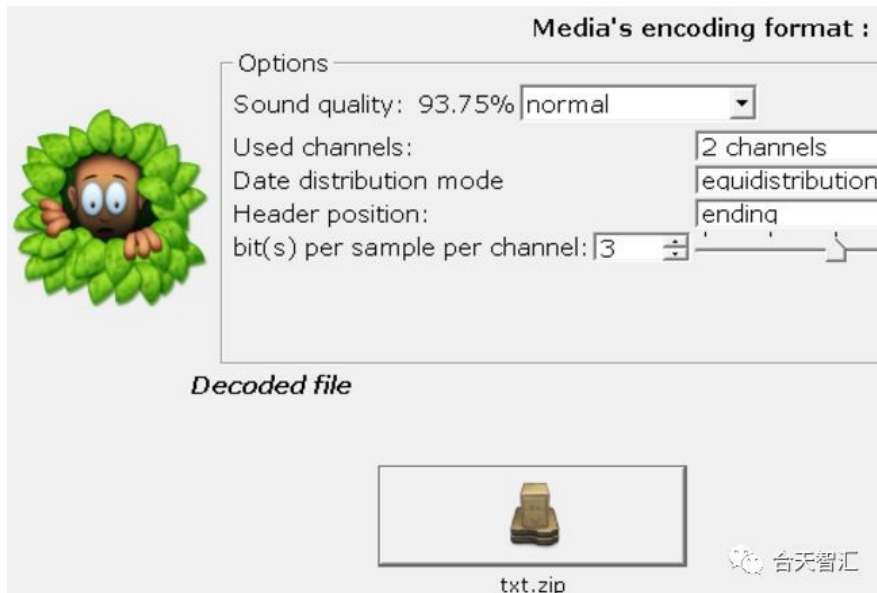 Media's encoding format :
Options
Sound quality: 93.75% normal
Used channels: 2 channels
Date distribution mode equidistribution
Header position: ending
bit(s) per sample per channel: 3
Decoded file
txt.zip
台天智汇